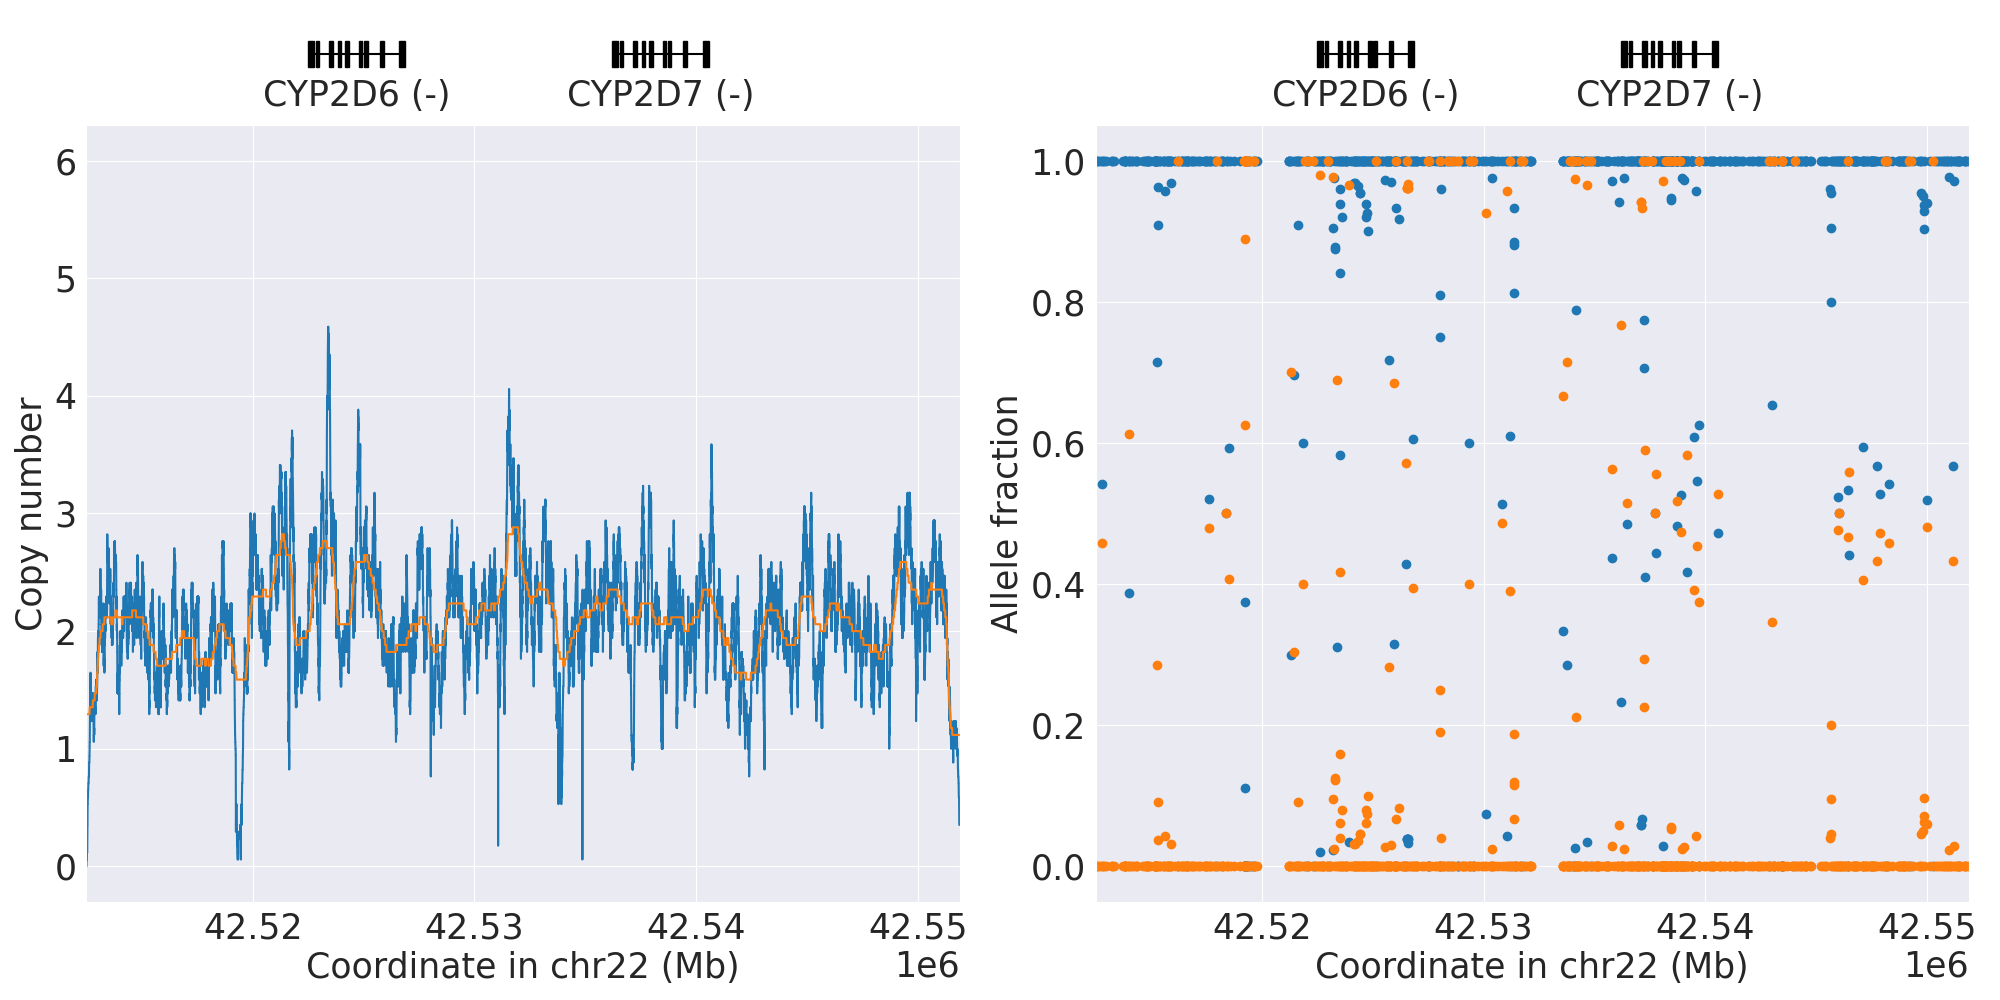 CYP2D6 (-) CYP2D7 (-)
6
5
4
3
2
1
0
Copy number
42.52 42.53 42.54 42.55
Coordinate in chr22 (Mb) 1e6
CYP2D6 (-) CYP2D7 (-)
1.0
0.8
0.6
0.4
0.2
0.0
Allele fraction
42.52 42.53 42.54 42.55
Coordinate in chr22 (Mb) 1e6